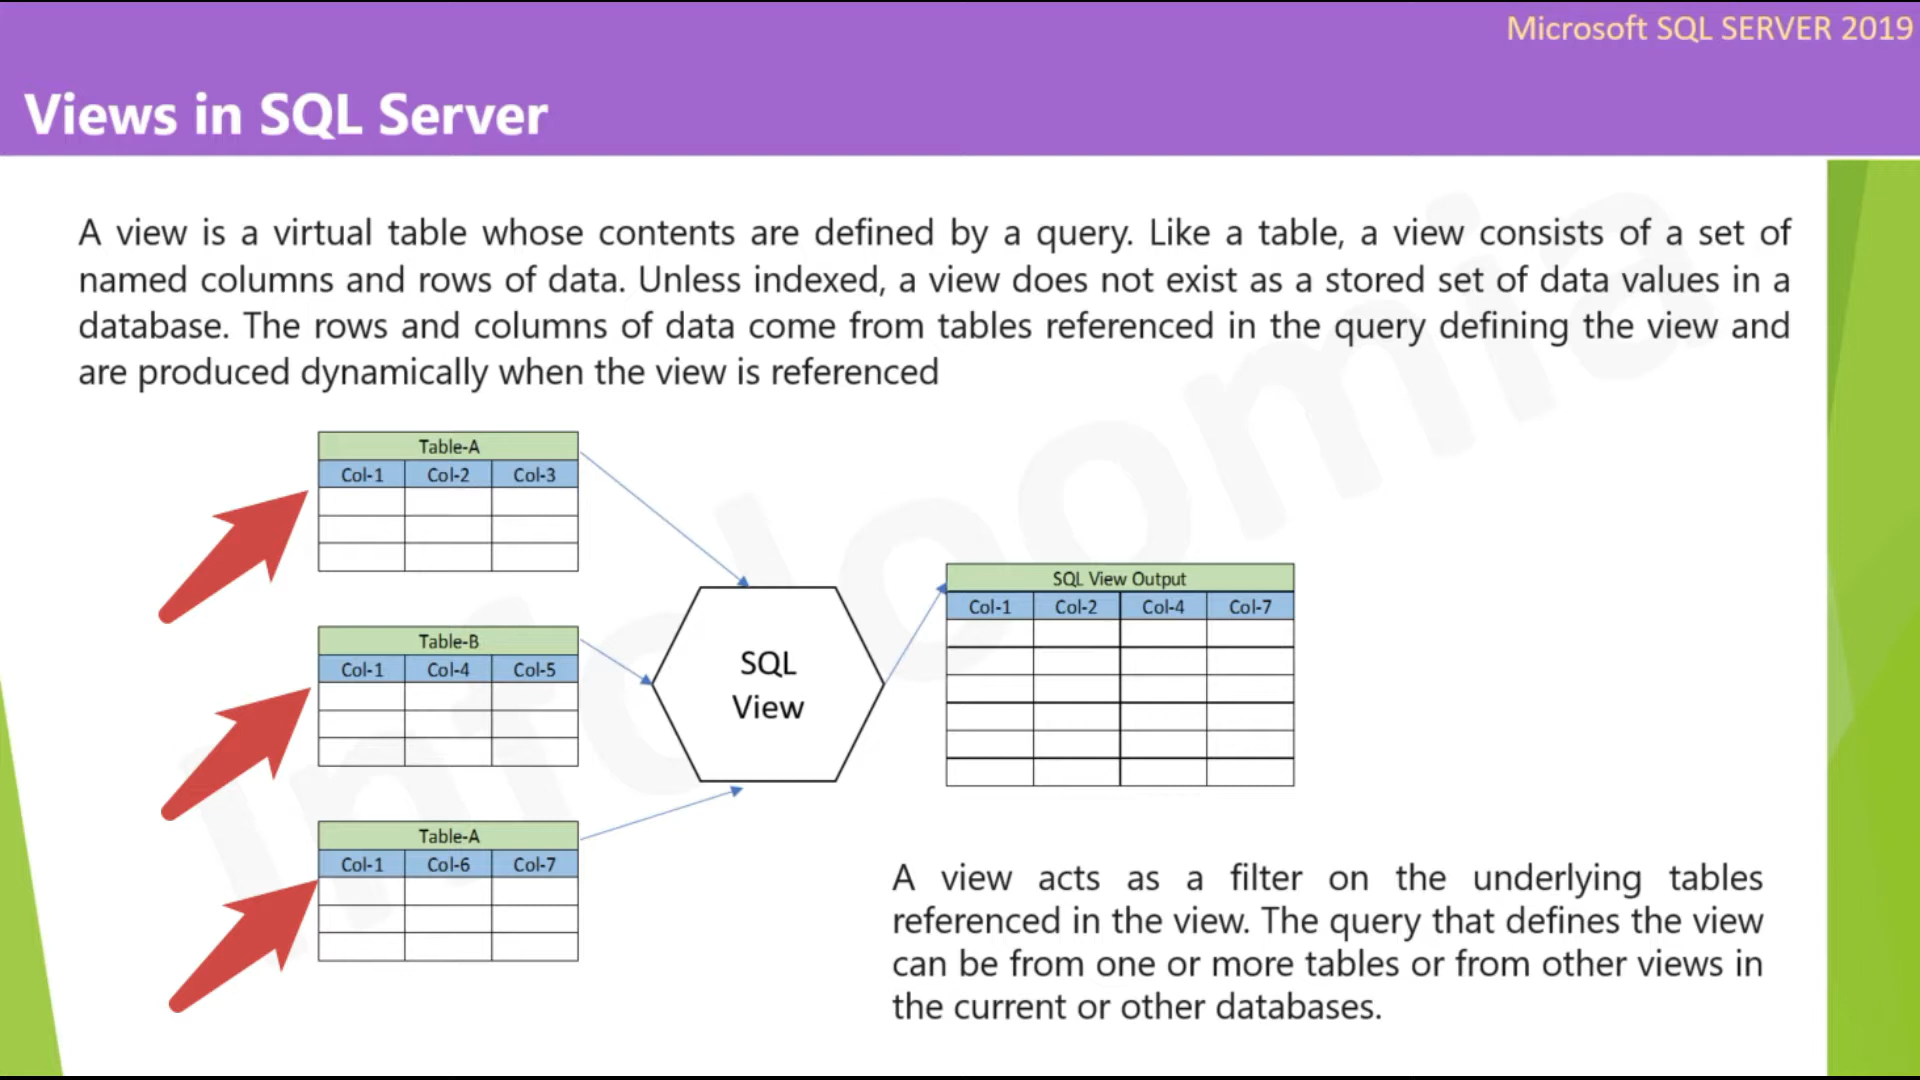 Microsoft SQL SERVER 2019
Views in SQL Server
A view is a virtual table whose contents are defined by a query. Like a table, a view consists of a set of
named columns and rows of data. Unless indexed, a view does not exist as a stored set of data values in a
database. The rows and columns of data come from tables referenced in the query defining the view and
are produced dynamically when the view is referenced
Table-A
Col-1 Col-2 Col-3
Table-B
Col-1 Col-4 Col-5
Table-A
Col-1 Col-6 Col-7
SQL
View
SQL View Output
Col-1 Col-2 Col-4 Col-7
A view acts as a filter on the underlying tables
referenced in the view. The query that defines the view
can be from one or more tables or from other views in
the current or other databases.
infoloomia